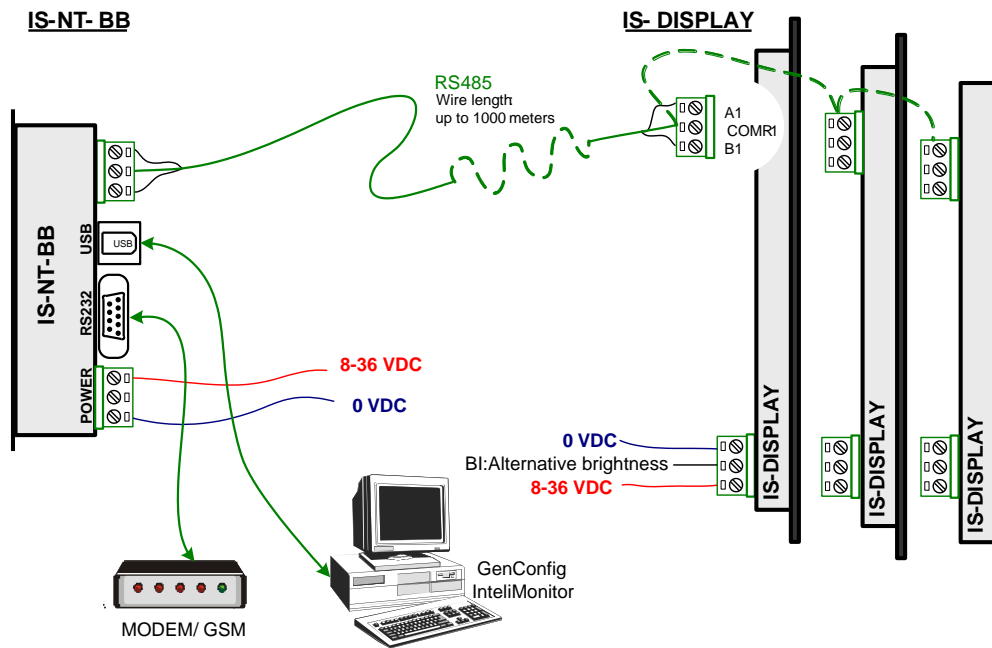 IS-NT- BB
IS- DISPLAY
RS485
Wire length:
up to 1000 meters
A1
COMR1
B1
IS-NT-BB
USB
USB
RS232
POWER
8-36 VDC
0 VDC
0 VDC
BI:Alternative brightness
8-36 VDC
IS-DISPLAY
IS-DISPLAY
IS-DISPLAY
GenConfig
InteliMonitor
MODEM/ GSM